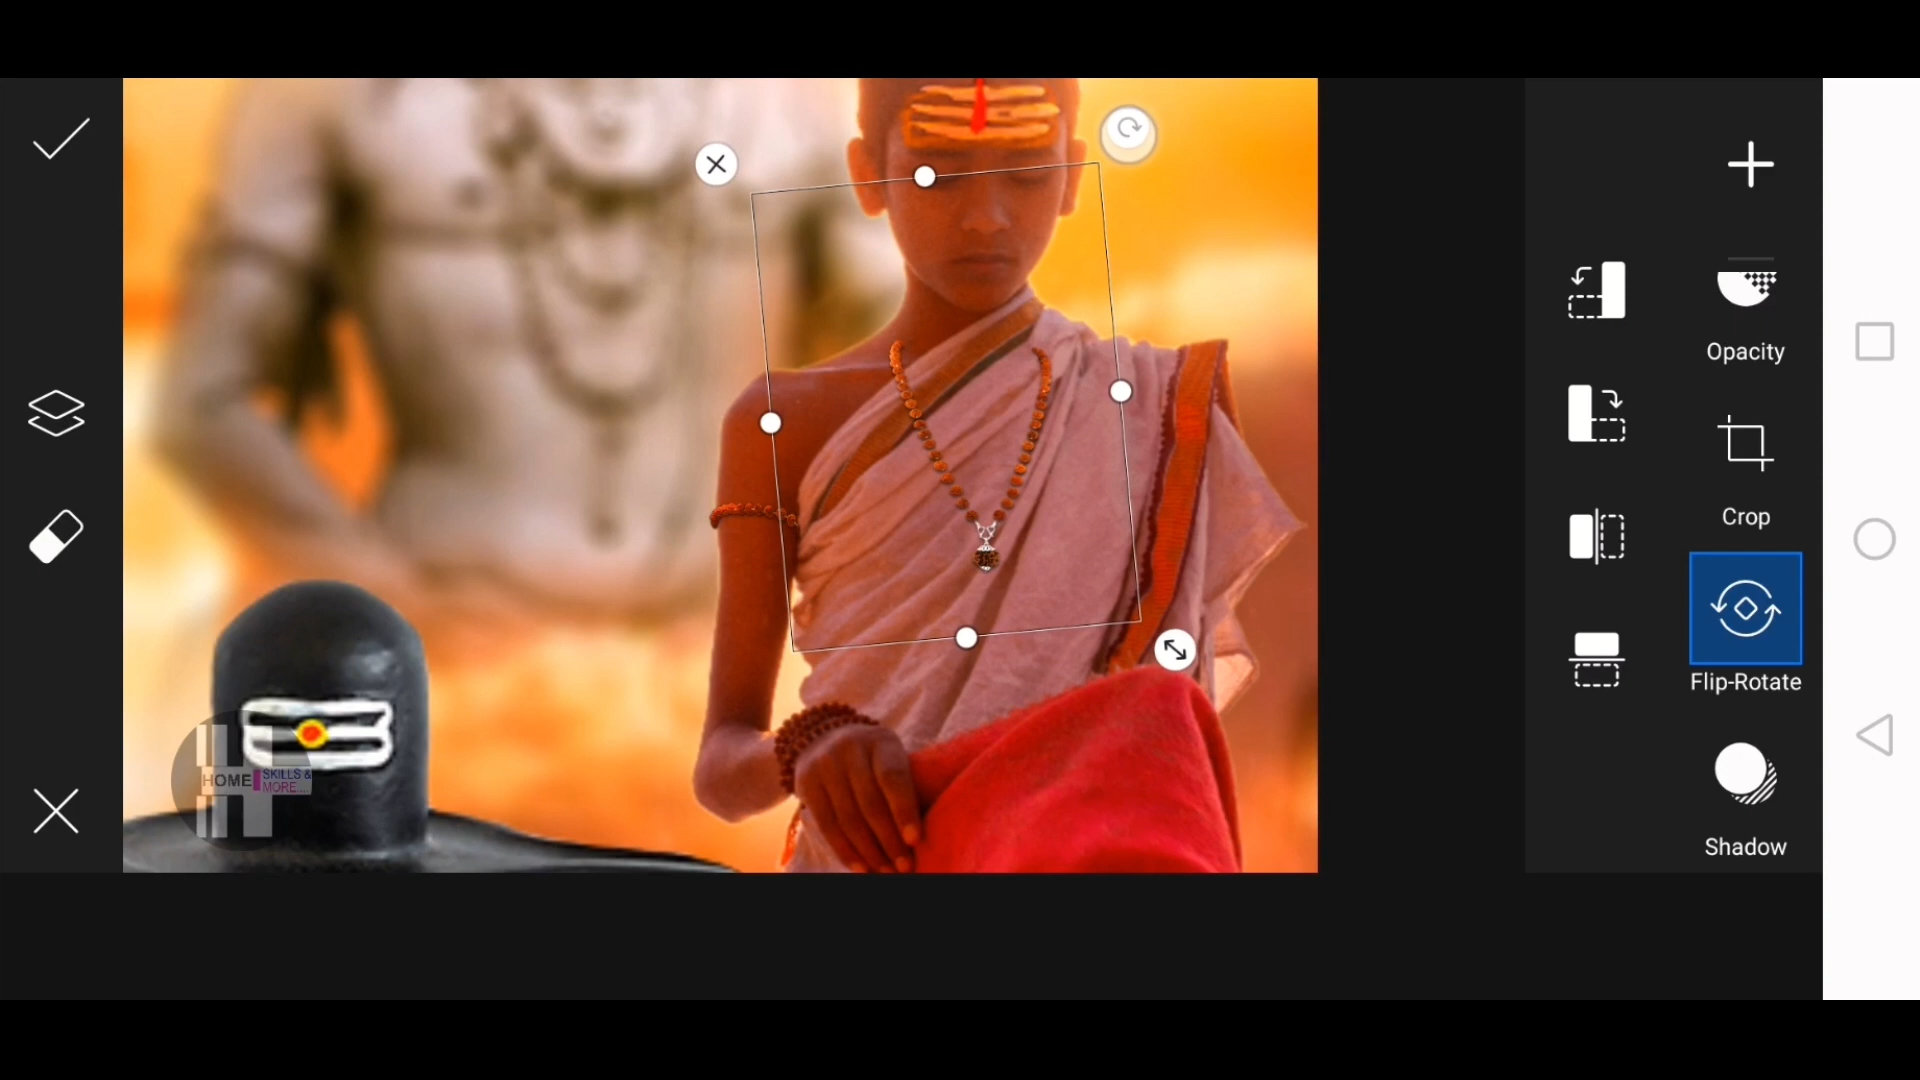 Opacity
Crop
Flip-Rotate
Shadow
HOME SKILLS &
MORE....